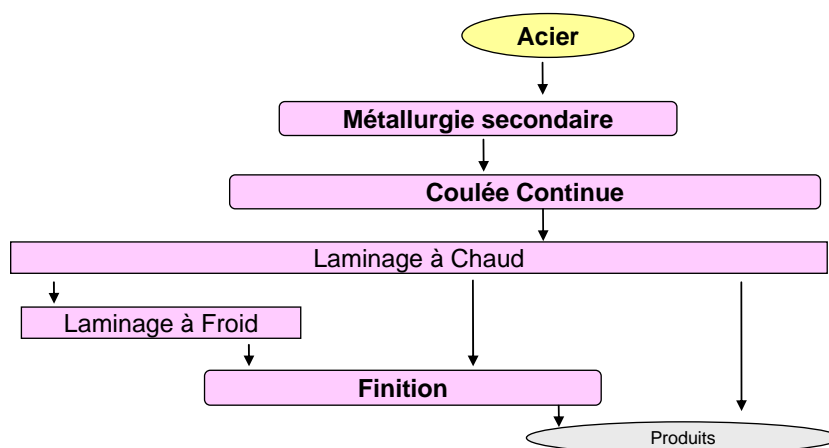 Acier
Métallurgie secondaire
Coulée Continue
Laminage à Chaud
Laminage à Froid
Finition
Produits